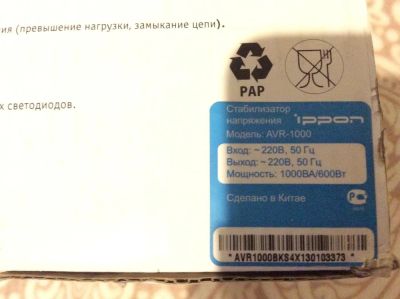 ия (превышение нагрузки, замыкание цепи).
х светодиодов.
PAP
Стабилизатор
напряжения
ippon
Модель: AVR-1000
Вход: ~220В, 50 Гц
Выход: ~220В, 50 Гц
Мощность: 1000ВА/600Вт
Сделано в Китае
*AVR1000BKS4X130103373*